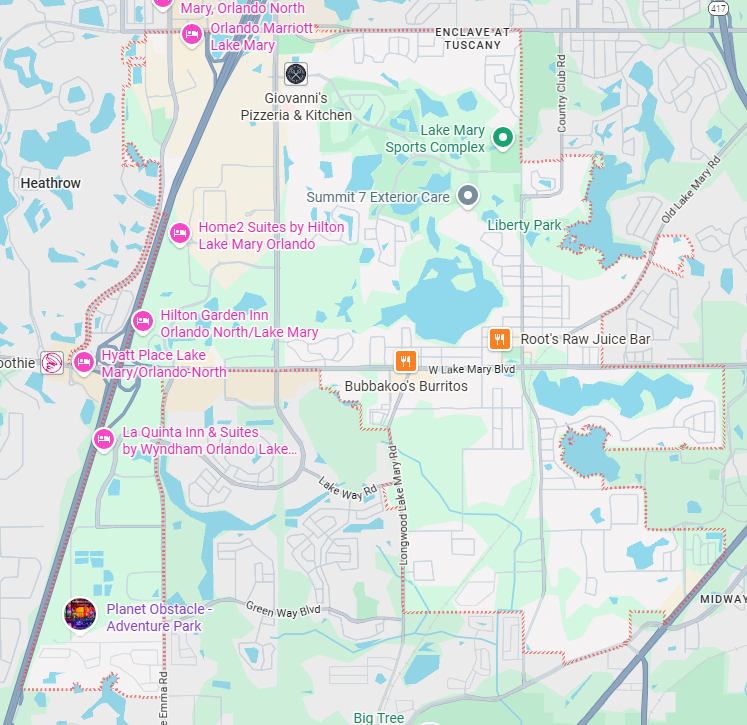 Mary, Orlando North
417
Orlando Marriott
Lake Mary
ENCLAVE AT
TUSCANY
Giovanni's
Pizzeria & Kitchen
Country Club Rd
Lake Mary
Sports Complex
Heathrow
Old Lake Mary Rd
Summit 7 Exterior Care
Home2 Suites by Hilton
Lake Mary Orlando
Liberty Park
Hilton Garden Inn
Orlando North/Lake Mary
Root's Raw Juice Bar
oothie
Hyatt Place Lake
Mary/Orlando-North
W Lake Mary Blvd
Bubbakoo's Burritos
La Quinta Inn & Suites
by Wyndham Orlando Lake...
Longwood Lake Mary Rd
Lake Way Rd
Planet Obstacle -
Adventure Park
Green Way Blvd
MIDWAY
e Emma Rd
Big Tree